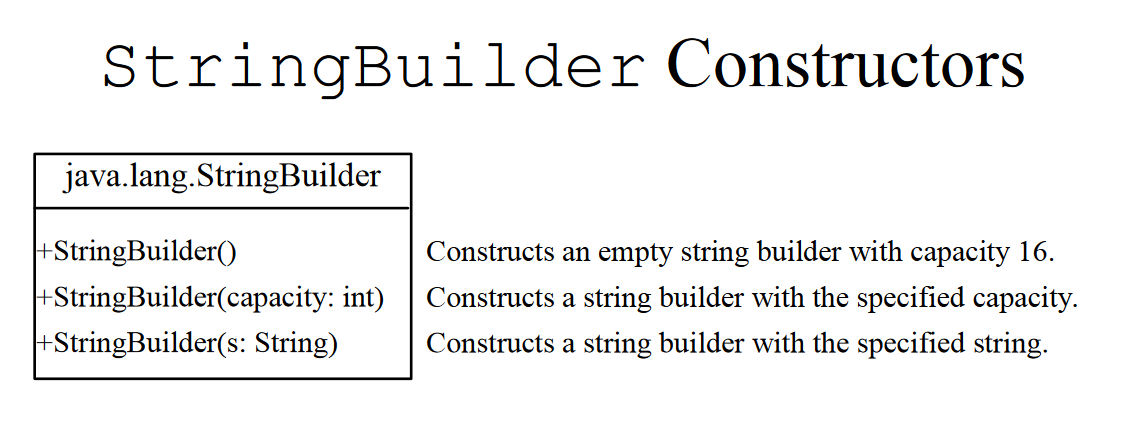 StringBuilder Constructors
java.lang.StringBuilder
+StringBuilder() Constructs an empty string builder with capacity 16.
+StringBuilder(capacity: int) Constructs a string builder with the specified capacity.
+StringBuilder(s: String) Constructs a string builder with the specified string.